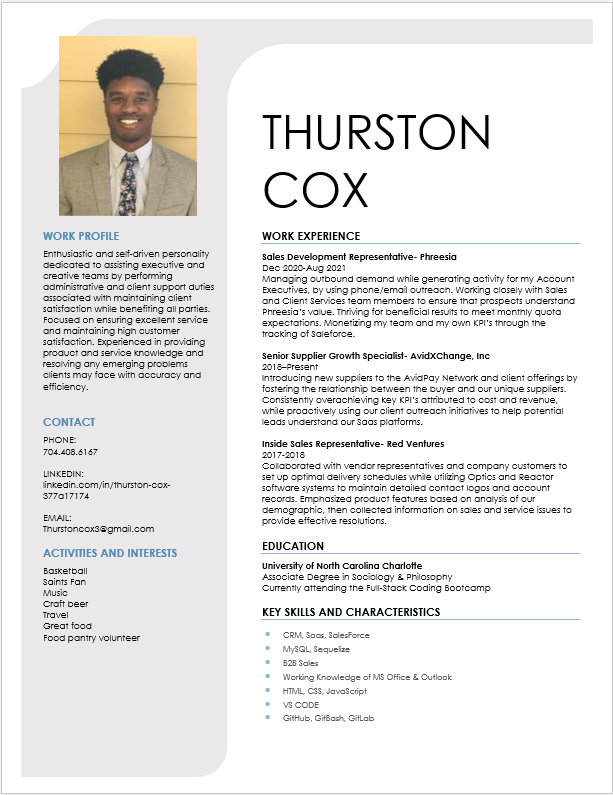 THURSTON
COX
WORK PROFILE
Enthusiastic and self-driven personality
dedicated to assisting executive and
creative teams by performing
administrative and client support duties
associated with maintaining client
satisfaction while benefiting all parties.
Focused on ensuring excellent service
and maintaining high customer
satisfaction. Experienced in providing
product and service knowledge and
resolving any emerging problems
clients may face with accuracy and
efficiency.
CONTACT
PHONE:
704.408.6167
LINKEDIN:
linkedin.com/in/thurston-cox-
377a17174
EMAIL:
Thurstoncox3@gmail.com
ACTIVITIES AND INTERESTS
Basketball
Saints Fan
Music
Craft beer
Travel
Great food
Food pantry volunteer
WORK EXPERIENCE
Sales Development Representative- Phreesia
Dec 2020-Aug 2021
Managing outbound demand while generating activity for my Account
Executives, by using phone/email outreach. Working closely with Sales
and Client Services team members to ensure that prospects understand
Phreesia's value. Thriving for beneficial results to meet monthly quota
expectations. Monetizing my team and my own KPI's through the
tracking of Saleforce.
Senior Supplier Growth Specialist- AvidXChange, Inc
2018–Present
Introducing new suppliers to the AvidPay Network and client offerings by
fostering the relationship between the buyer and our unique suppliers.
Consistently overachieving key KPI's attributed to cost and revenue,
while proactively using our client outreach initiatives to help potential
leads understand our Saas platforms.
Inside Sales Representative- Red Ventures
2017-2018
Collaborated with vendor representatives and company customers to
set up optimal delivery schedules while utilizing Optics and Reactor
software systems to maintain detailed contact logos and account
records. Emphasized product features based on analysis of our
demographic, then collected information on sales and service issues to
provide effective resolutions.
EDUCATION
University of North Carolina Charlotte
Associate Degree in Sociology & Philosophy
Currently attending the Full-Stack Coding Bootcamp
KEY SKILLS AND CHARACTERISTICS
CRM, Saas, SalesForce
MySQL, Sequelize
B2B Sales
Working Knowledge of MS Office & Outlook
HTML, CSS, JavaScript
VS CODE
GitHub, GitBash, GitLab